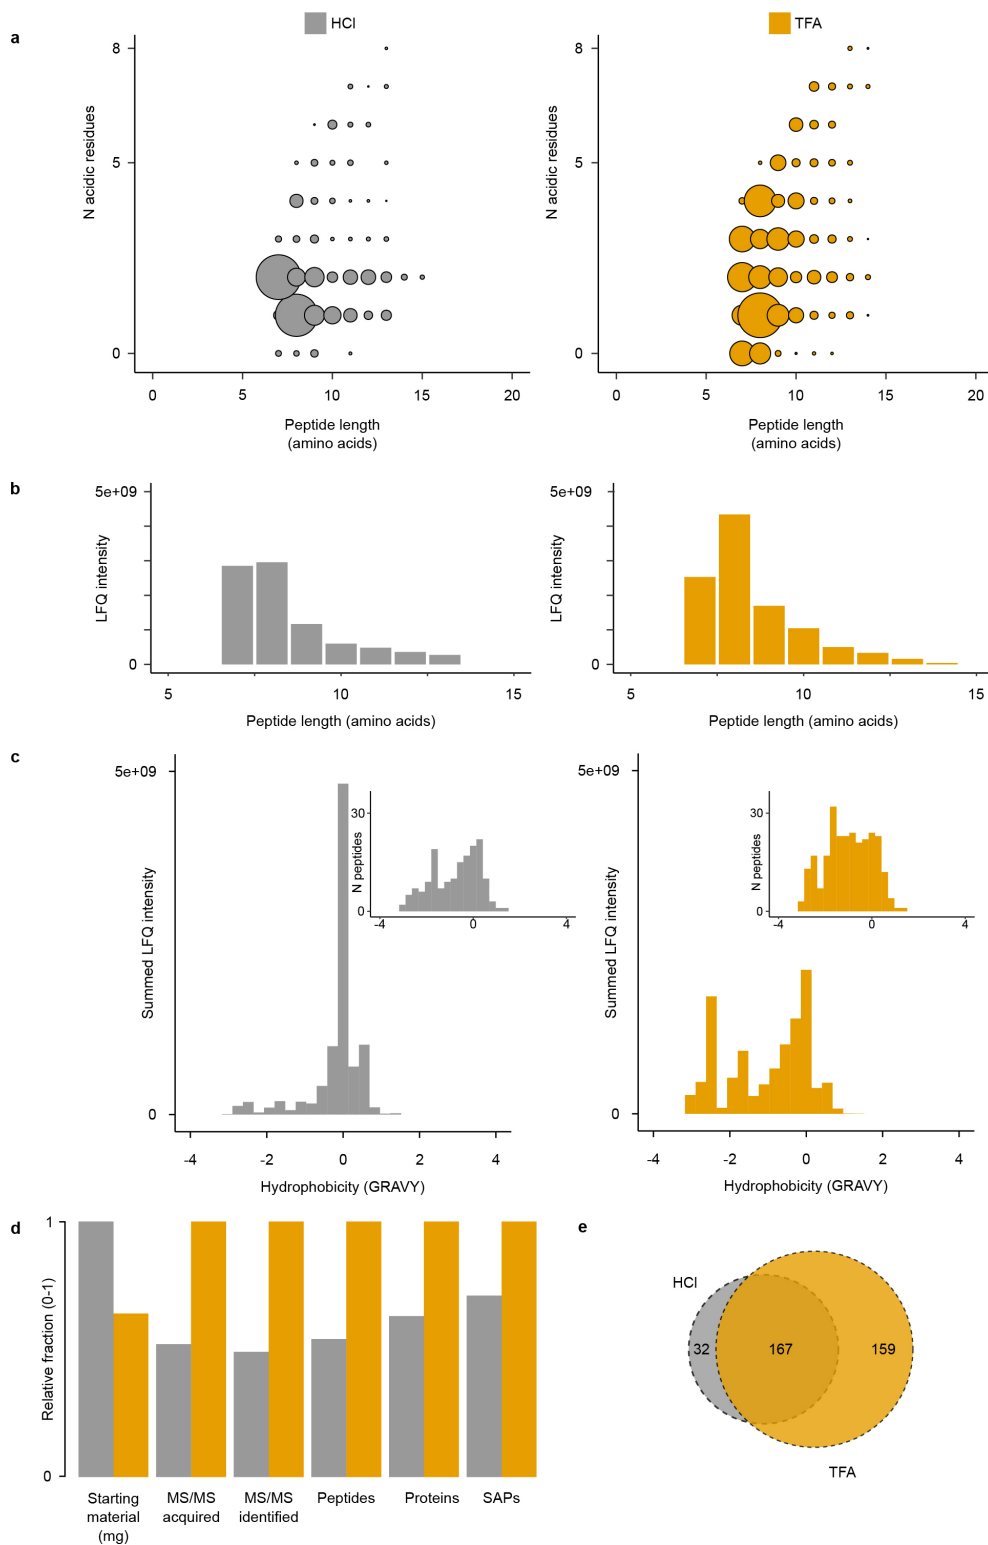 a
HCl
TFA
8
5
0
N acidic residues
0 5 10 15 20
Peptide length
(amino acids)
8
5
0
N acidic residues
0 5 10 15 20
Peptide length
(amino acids)
b
5e+09
0
LFQ intensity
5 10 15
Peptide length (amino acids)
5e+09
0
LFQ intensity
5 10 15
Peptide length (amino acids)
c
5e+09
0
Summed LFQ intensity
30
0
N peptides
-4 0 4
-4 -2 0 2 4
Hydrophobicity (GRAVY)
5e+09
0
Summed LFQ intensity
30
0
N peptides
-4 0 4
-4 -2 0 2 4
Hydrophobicity (GRAVY)
d
1
0
Relative fraction (0-1)
Starting
material
(mg)
MS/MS
acquired
MS/MS
identified
Peptides
Proteins
SAPs
e
HCl
32 167 159
TFA